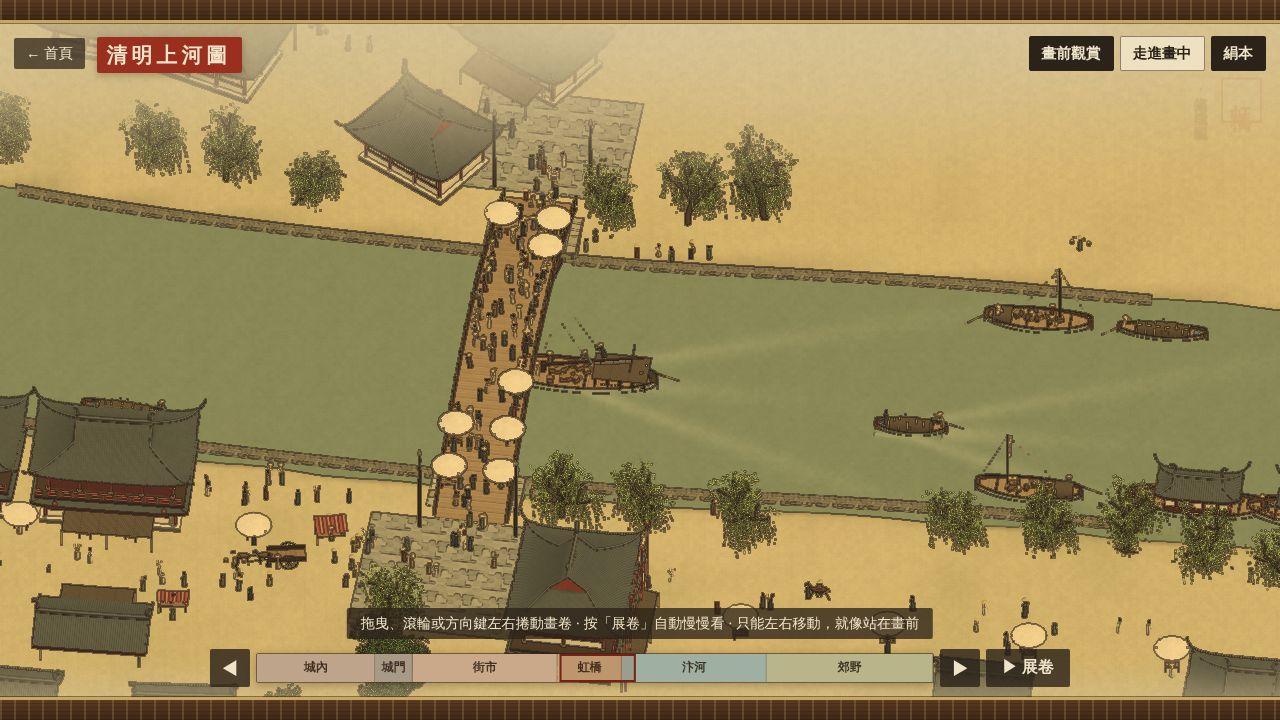 ← 首頁
清明上河圖
畫前觀賞
走進畫中
絹本
拖曳、滾輪或方向鍵左右捲動畫卷 · 按「展卷」自動慢慢看 · 只能左右移動，就像站在畫前
城內
城門
街市
虹橋
汴河
郊野
展卷